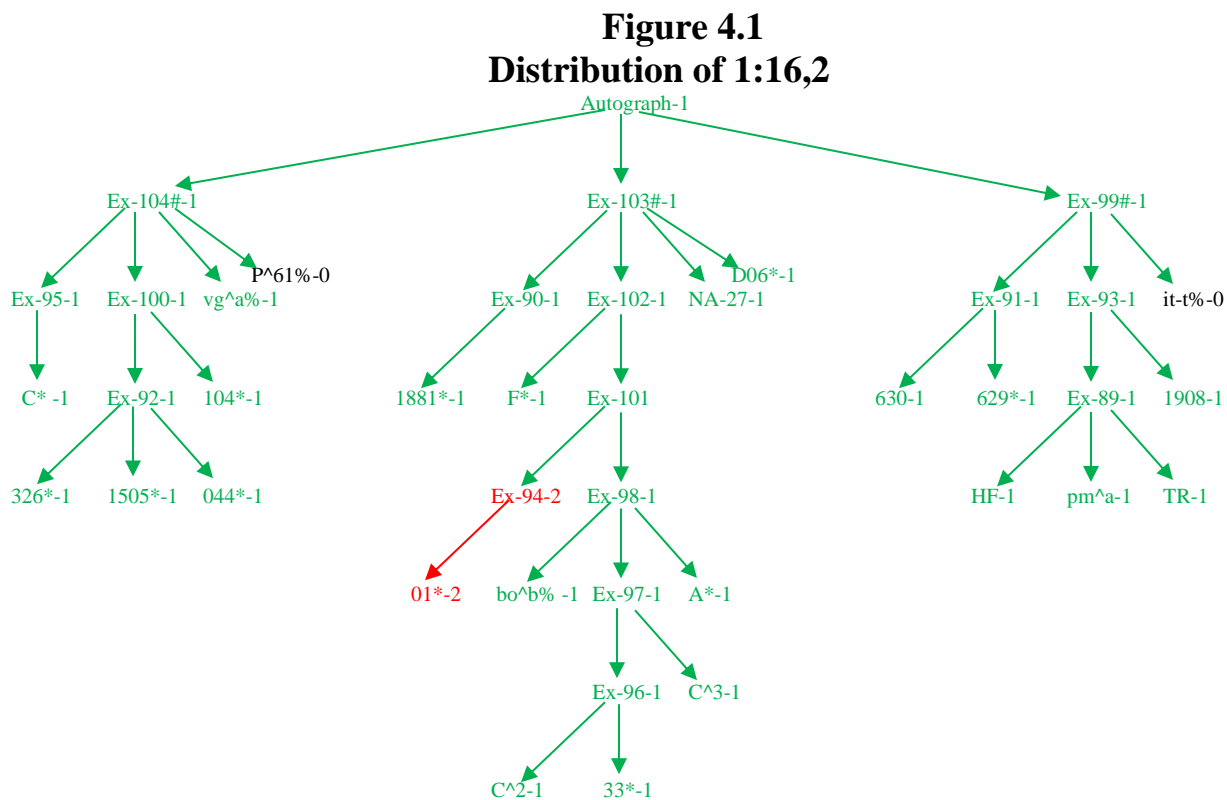 Figure 4.1
Distribution of 1:16,2
Autograph-1
Ex-104#-1 Ex-103#-1 Ex-99#-1
P^61%-0 D06*-1
Ex-95-1 Ex-100-1 vg^a%-1 Ex-90-1 Ex-102-1 NA-27-1 Ex-91-1 Ex-93-1 it-t%-0
C* -1 Ex-92-1 104*-1 1881*-1 F*-1 Ex-101 630-1 629*-1 Ex-89-1 1908-1
326*-1 1505*-1 044*-1 Ex-94-2 Ex-98-1 HF-1 pm^a-1 TR-1
01*-2 bo^b% -1 Ex-97-1 A*-1
Ex-96-1 C^3-1
C^2-1 33*-1